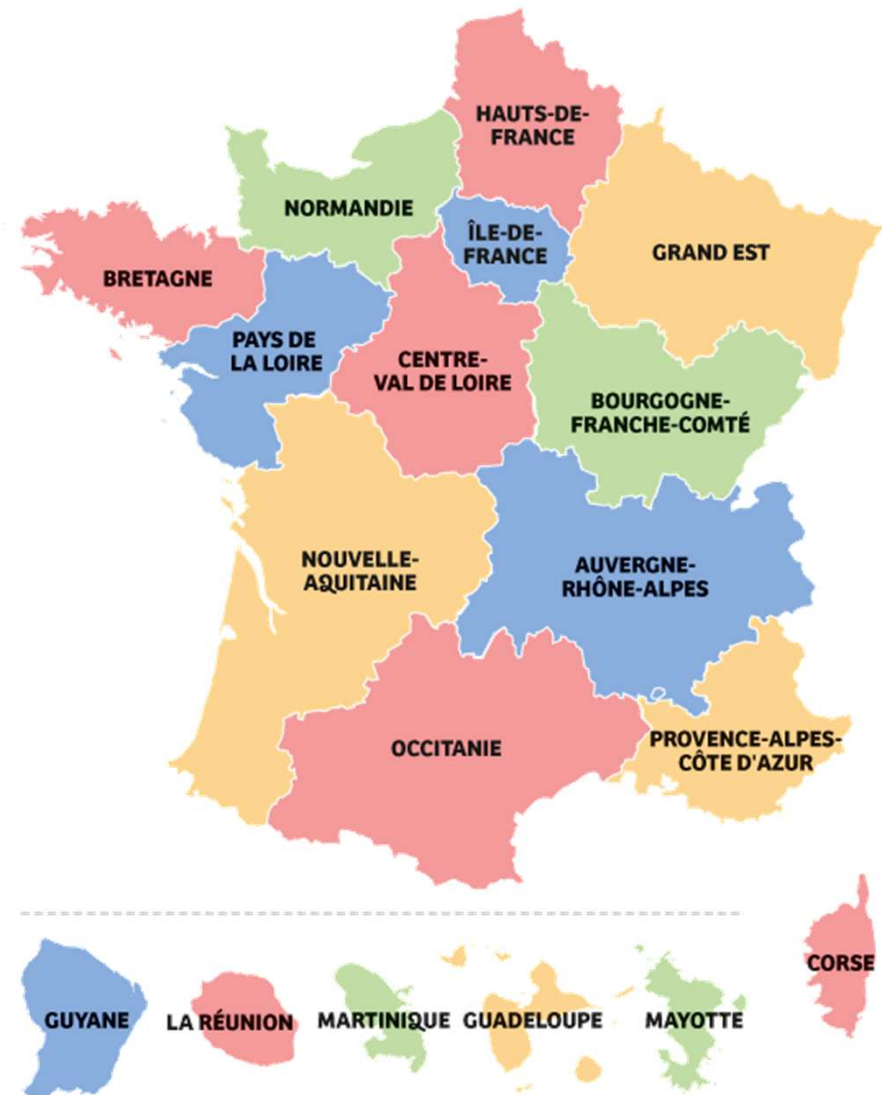 HAUTS-DE-
FRANCE
NORMANDIE
ÎLE-DE-
FRANCE
GRAND EST
BRETAGNE
PAYS DE
LA LOIRE
CENTRE-
VAL DE LOIRE
BOURGOGNE-
FRANCHE-COMTÉ
NOUVELLE-
AQUITAINE
AUVERGNE-
RHÔNE-ALPES
OCCITANIE
PROVENCE-ALPES-
CÔTE D'AZUR
CORSE
GUYANE
LA RÉUNION
MARTINIQUE
GUADELOUPE
MAYOTTE